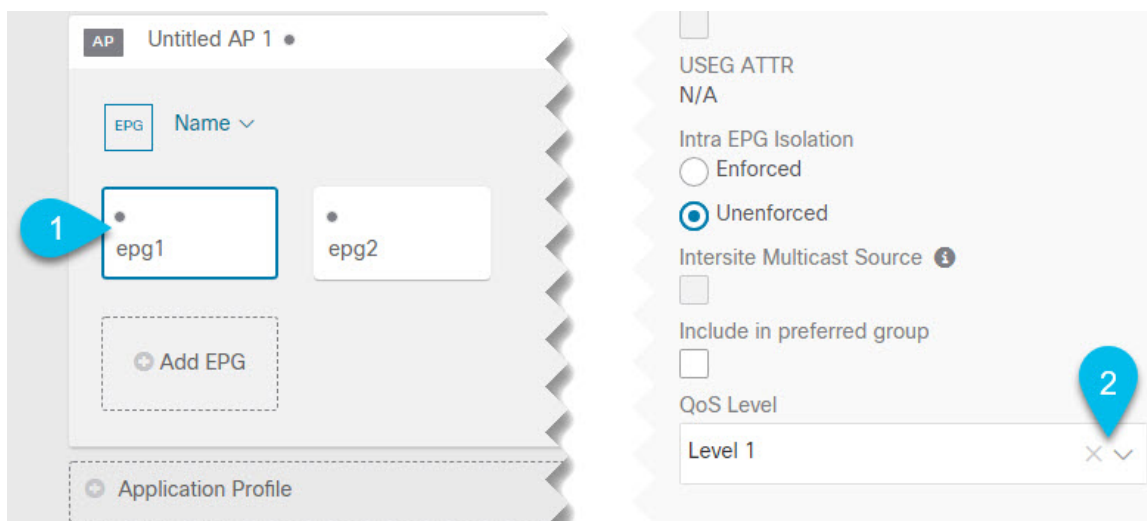 AP Untitled AP 1
EPG Name
1
epg1
epg2
Add EPG
Application Profile
USEG ATTR
N/A
Intra EPG Isolation
Enforced
Unenforced
Intersite Multicast Source
Include in preferred group
2
QoS Level
Level 1